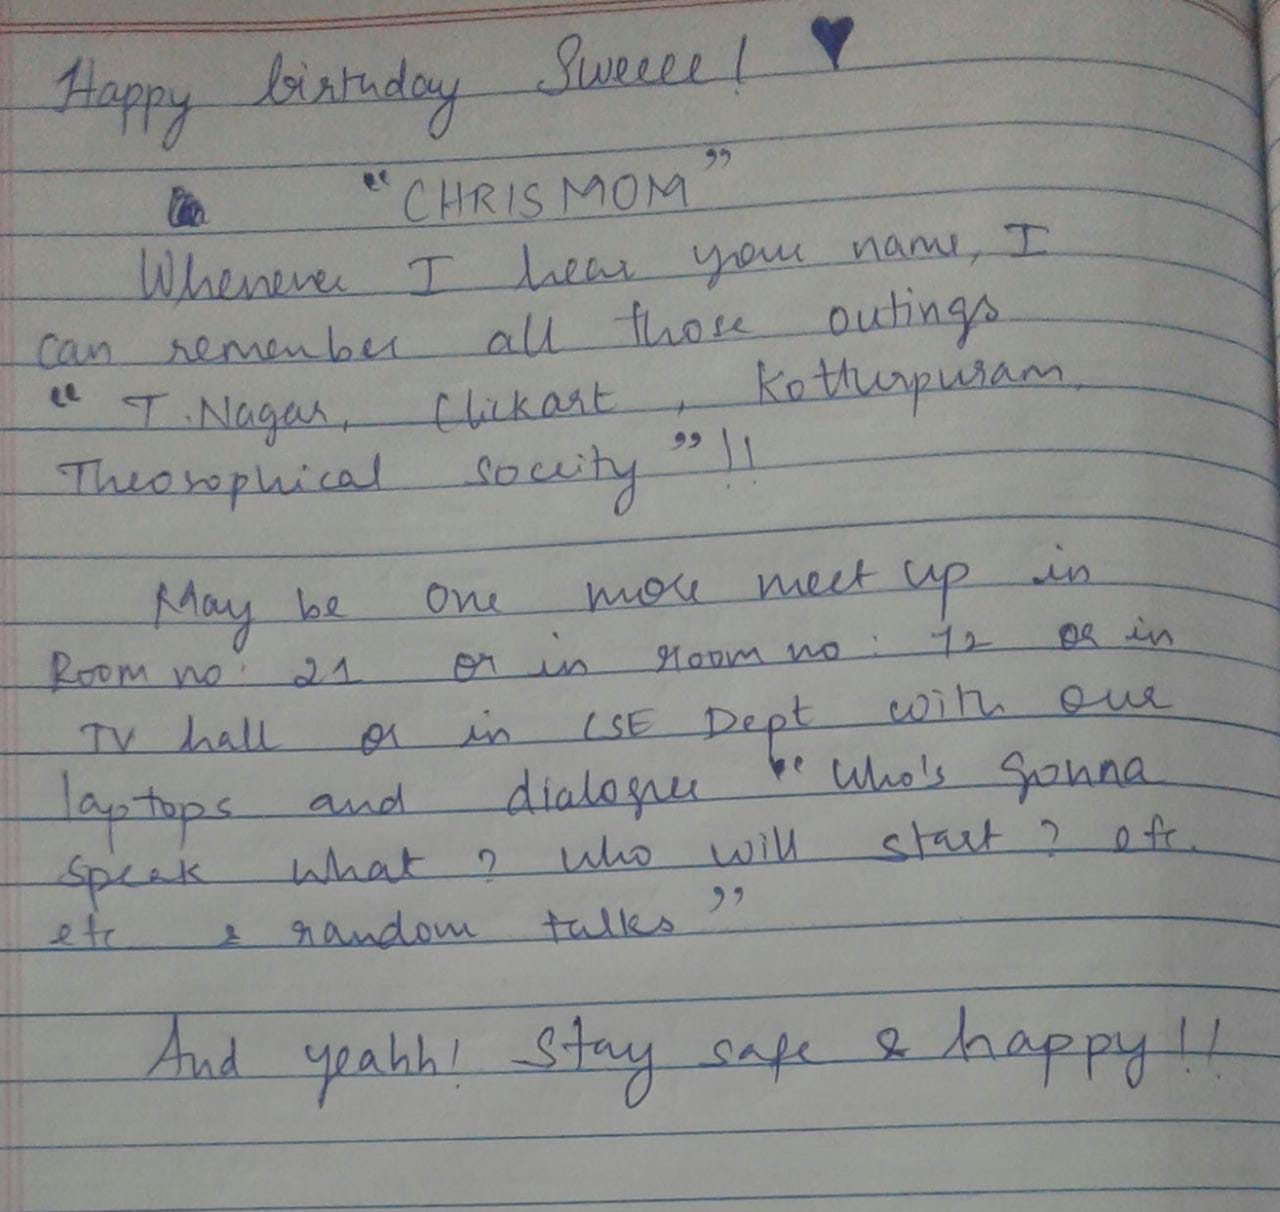 Happy birthday Sweeee! ♥
"CHRISMOM"
Whenever I hear your name, I
can remember all those outings
" T.Nagar, Clickart , Kotturpuram,
Theosophical socuity "!!
May be one more meet up in
Room no: 21 or in room no: 72 or in
TV hall or in CSE Dept with our
laptops and dialogue " Who's gonna
speak what ? who will start ? etc.
etc & random talks "
And yeahh! Stay safe & happy!!